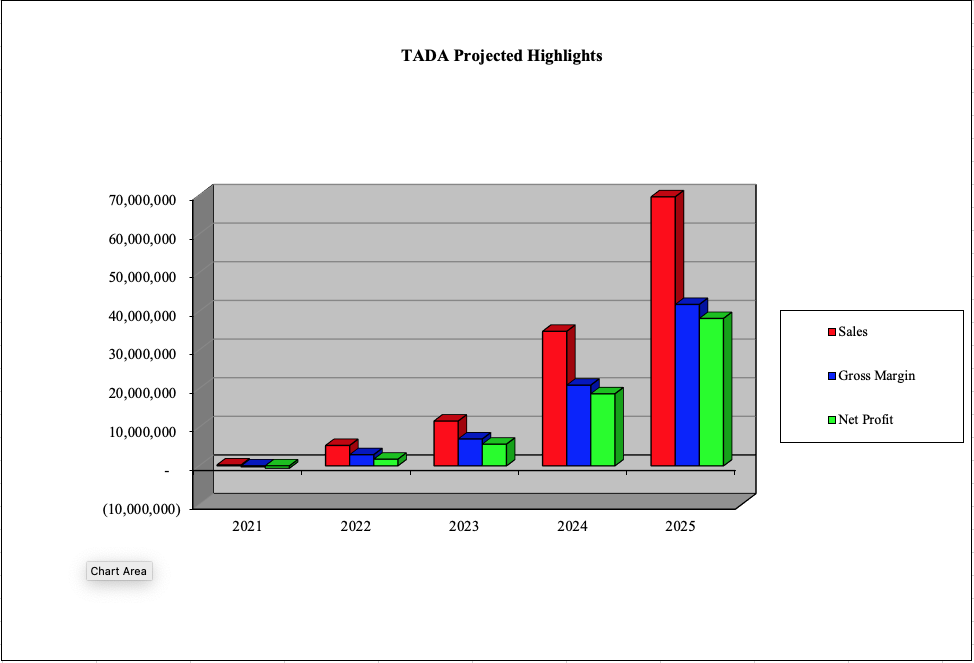 TADA Projected Highlights
70,000,000
60,000,000
50,000,000
40,000,000
30,000,000
20,000,000
10,000,000
-
(10,000,000)
2021 2022 2023 2024 2025
Sales
Gross Margin
Net Profit
Chart Area